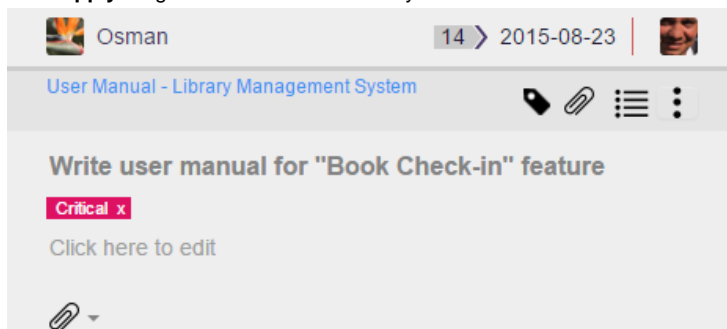 Osman 14 2015-08-23
User Manual - Library Management System
Write user manual for "Book Check-in" feature
Critical x
Click here to edit